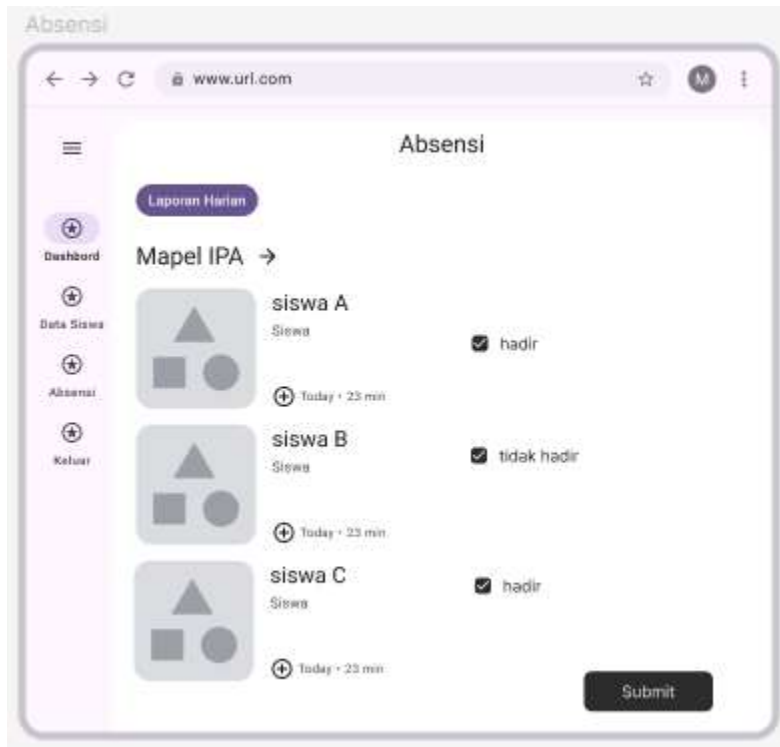 Absensi
www.url.com
M
Absensi
Laporan Harian
Dashbord
Mapel IPA
Data Siswa
Absensi
Keluar
siswa A
Siswa
hadir
Today • 23 min
siswa B
Siswa
tidak hadir
Today • 23 min
siswa C
Siswa
hadir
Today • 23 min
Submit